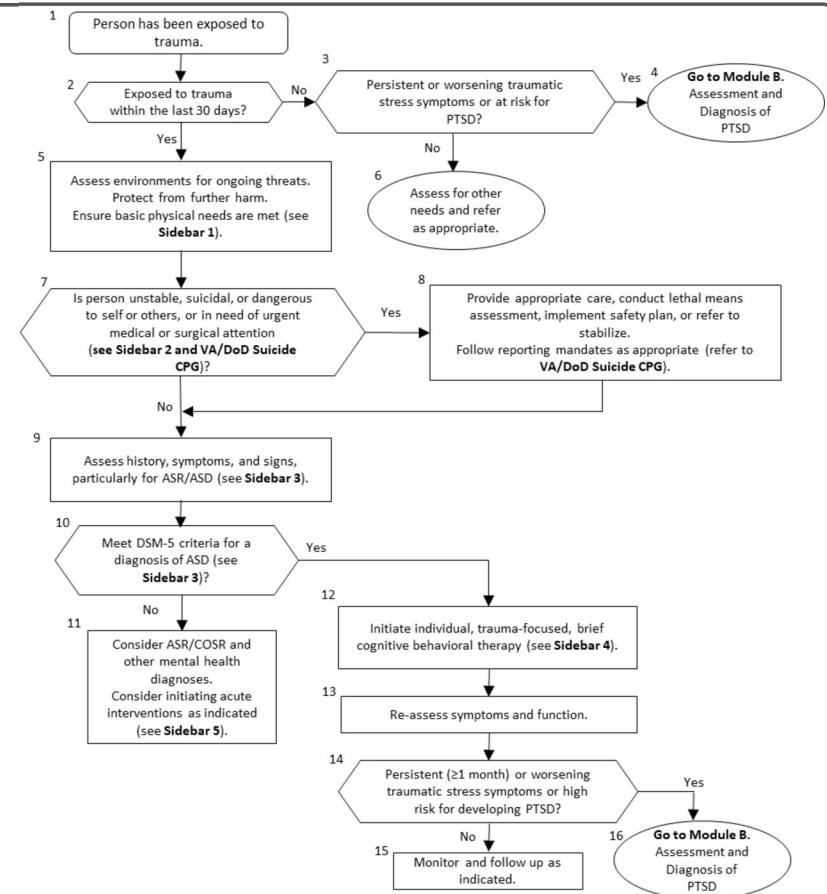 1
Person has been exposed to
trauma.
2
Exposed to trauma
within the last 30 days?
No
3
Persistent or worsening traumatic
stress symptoms or at risk for
PTSD?
Yes
4
Go to Module B.
Assessment and
Diagnosis of
PTSD
Yes
No
5
Assess environments for ongoing threats.
Protect from further harm.
Ensure basic physical needs are met (see
Sidebar 1).
6
Assess for other
needs and refer
as appropriate.
7
Is person unstable, suicidal, or dangerous
to self or others, or in need of urgent
medical or surgical attention
(see Sidebar 2 and VA/DoD Suicide
CPG)?
Yes
8
Provide appropriate care, conduct lethal means
assessment, implement safety plan, or refer to
stabilize.
Follow reporting mandates as appropriate (refer to
VA/DoD Suicide CPG).
No
9
Assess history, symptoms, and signs,
particularly for ASR/ASD (see Sidebar 3).
10
Meet DSM-5 criteria for a
diagnosis of ASD (see
Sidebar 3)?
Yes
No
11
Consider ASR/COSR and
other mental health
diagnoses.
Consider initiating acute
interventions as indicated
(see Sidebar 5).
12
Initiate individual, trauma-focused, brief
cognitive behavioral therapy (see Sidebar 4).
13
Re-assess symptoms and function.
14
Persistent (≥1 month) or worsening
traumatic stress symptoms or high
risk for developing PTSD?
Yes
No
15
Monitor and follow up as
indicated.
16
Go to Module B.
Assessment and
Diagnosis of
PTSD